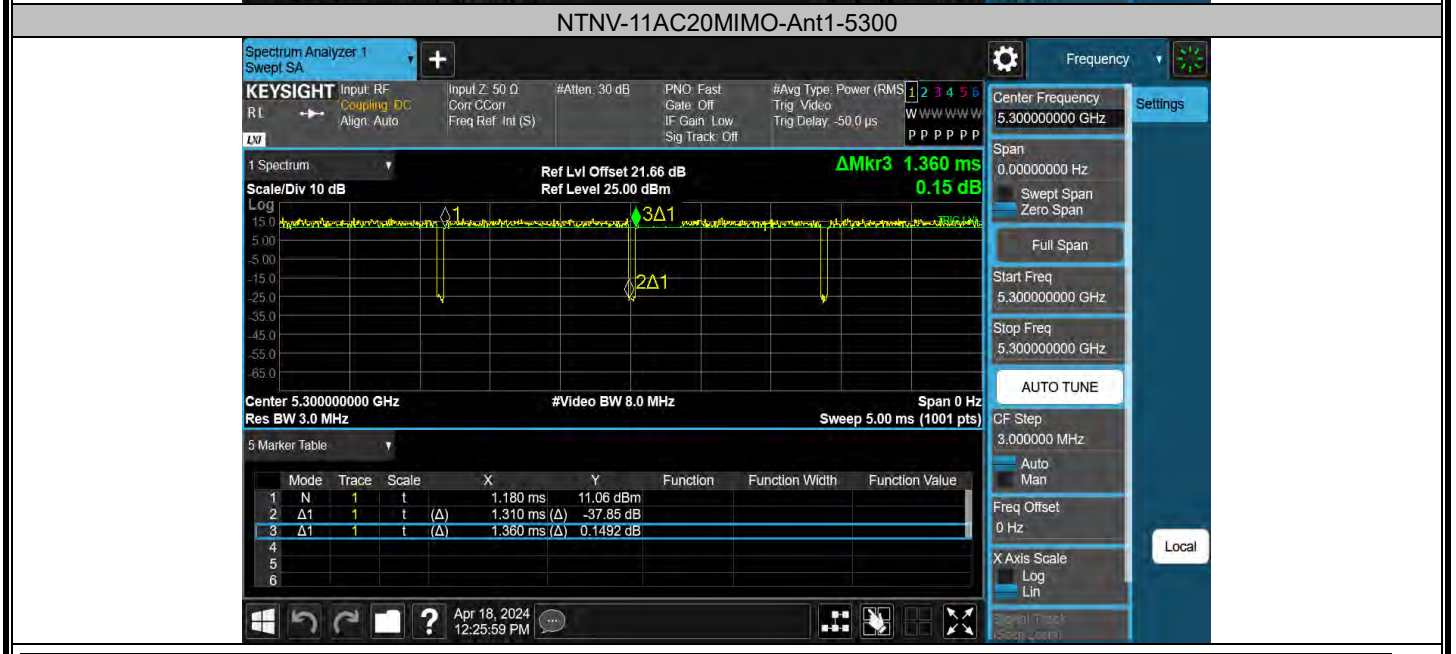 NTNV-11AC20MIMO-Ant1-5300
Spectrum Analyzer 1
Swept SA
+
Frequency
KEYSIGHT
RL
LXI
Input: RF
Coupling: DC
Align: Auto
Input Z: 50 Ω
Corr CCorr
Freq Ref: Int (S)
#Atten: 30 dB
PNO: Fast
Gate: Off
IF Gain: Low
Sig Track: Off
#Avg Type: Power (RMS
Trig: Video
Trig Delay: -50.0 µs
1 2 3 4 5 6
W W W W W W
P P P P P P
Center Frequency
5.300000000 GHz
Settings
Span
0.00000000 Hz
Swept Span
Zero Span
Full Span
Start Freq
5.300000000 GHz
Stop Freq
5.300000000 GHz
AUTO TUNE
CF Step
3.000000 MHz
Auto
Man
Freq Offset
0 Hz
X Axis Scale
Log
Lin
Signal Track
(Span Zoom)
Local
1 Spectrum
Scale/Div 10 dB
Log
Ref Lvl Offset 21.66 dB
Ref Level 25.00 dBm
ΔMkr3 1.360 ms
0.15 dB
15.0
5.00
-5.00
-15.0
-25.0
-35.0
-45.0
-55.0
-65.0
1
3Δ1
2Δ1
TRIG LVL
Center 5.300000000 GHz
Res BW 3.0 MHz
#Video BW 8.0 MHz
Span 0 Hz
Sweep 5.00 ms (1001 pts)
5 Marker Table
Mode Trace Scale X Y Function Function Width Function Value
1 N 1 t 1.180 ms 11.06 dBm
2 Δ1 1 t (Δ) 1.310 ms (Δ) -37.85 dB
3 Δ1 1 t (Δ) 1.360 ms (Δ) 0.1492 dB
4
5
6
?
Apr 18, 2024
12:25:59 PM